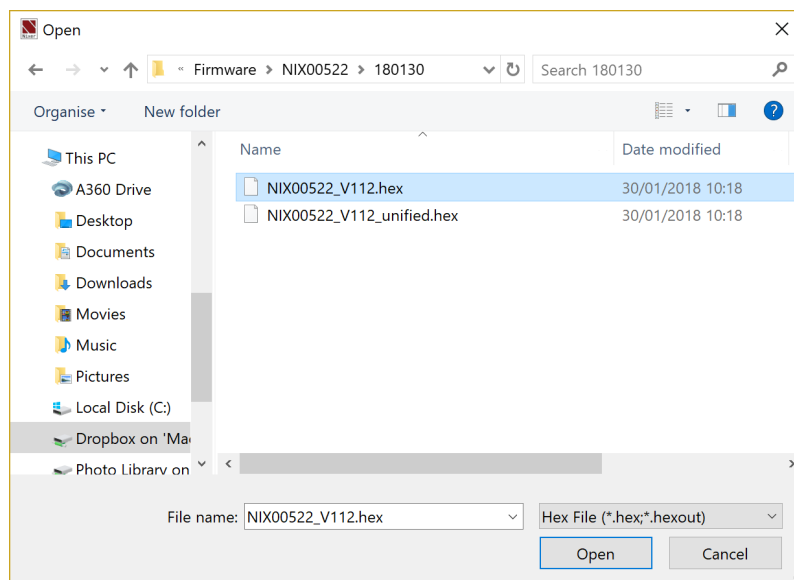 Open
« Firmware > NIX00522 > 180130
Search 180130
Organise
New folder
?
Name
Date modified
This PC
A360 Drive
Desktop
Documents
Downloads
Movies
Music
Pictures
Local Disk (C:)
Dropbox on 'Mac
Photo Library on
NIX00522_V112.hex 30/01/2018 10:18
NIX00522_V112_unified.hex 30/01/2018 10:18
File name: NIX00522_V112.hex
Hex File (*.hex;*.hexout)
Open
Cancel